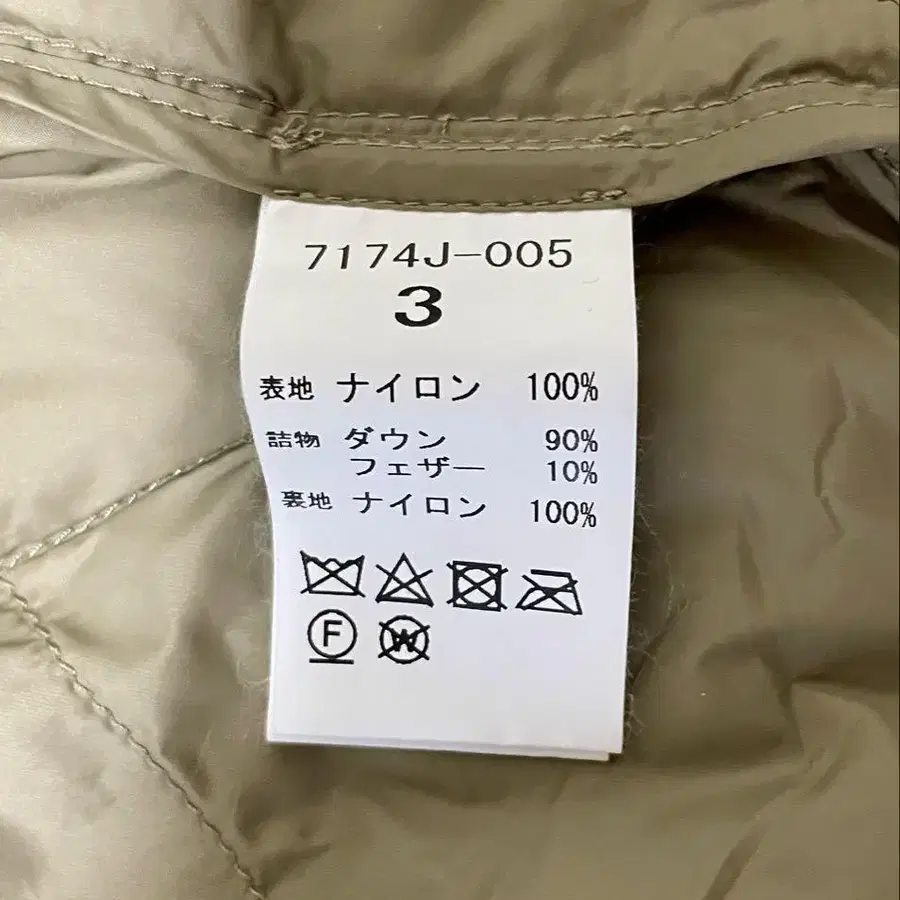 7174J-005
3
表地 ナイロン 100%
詰物 ダウン 90%
フェザー 10%
裏地 ナイロン 100%
F
W